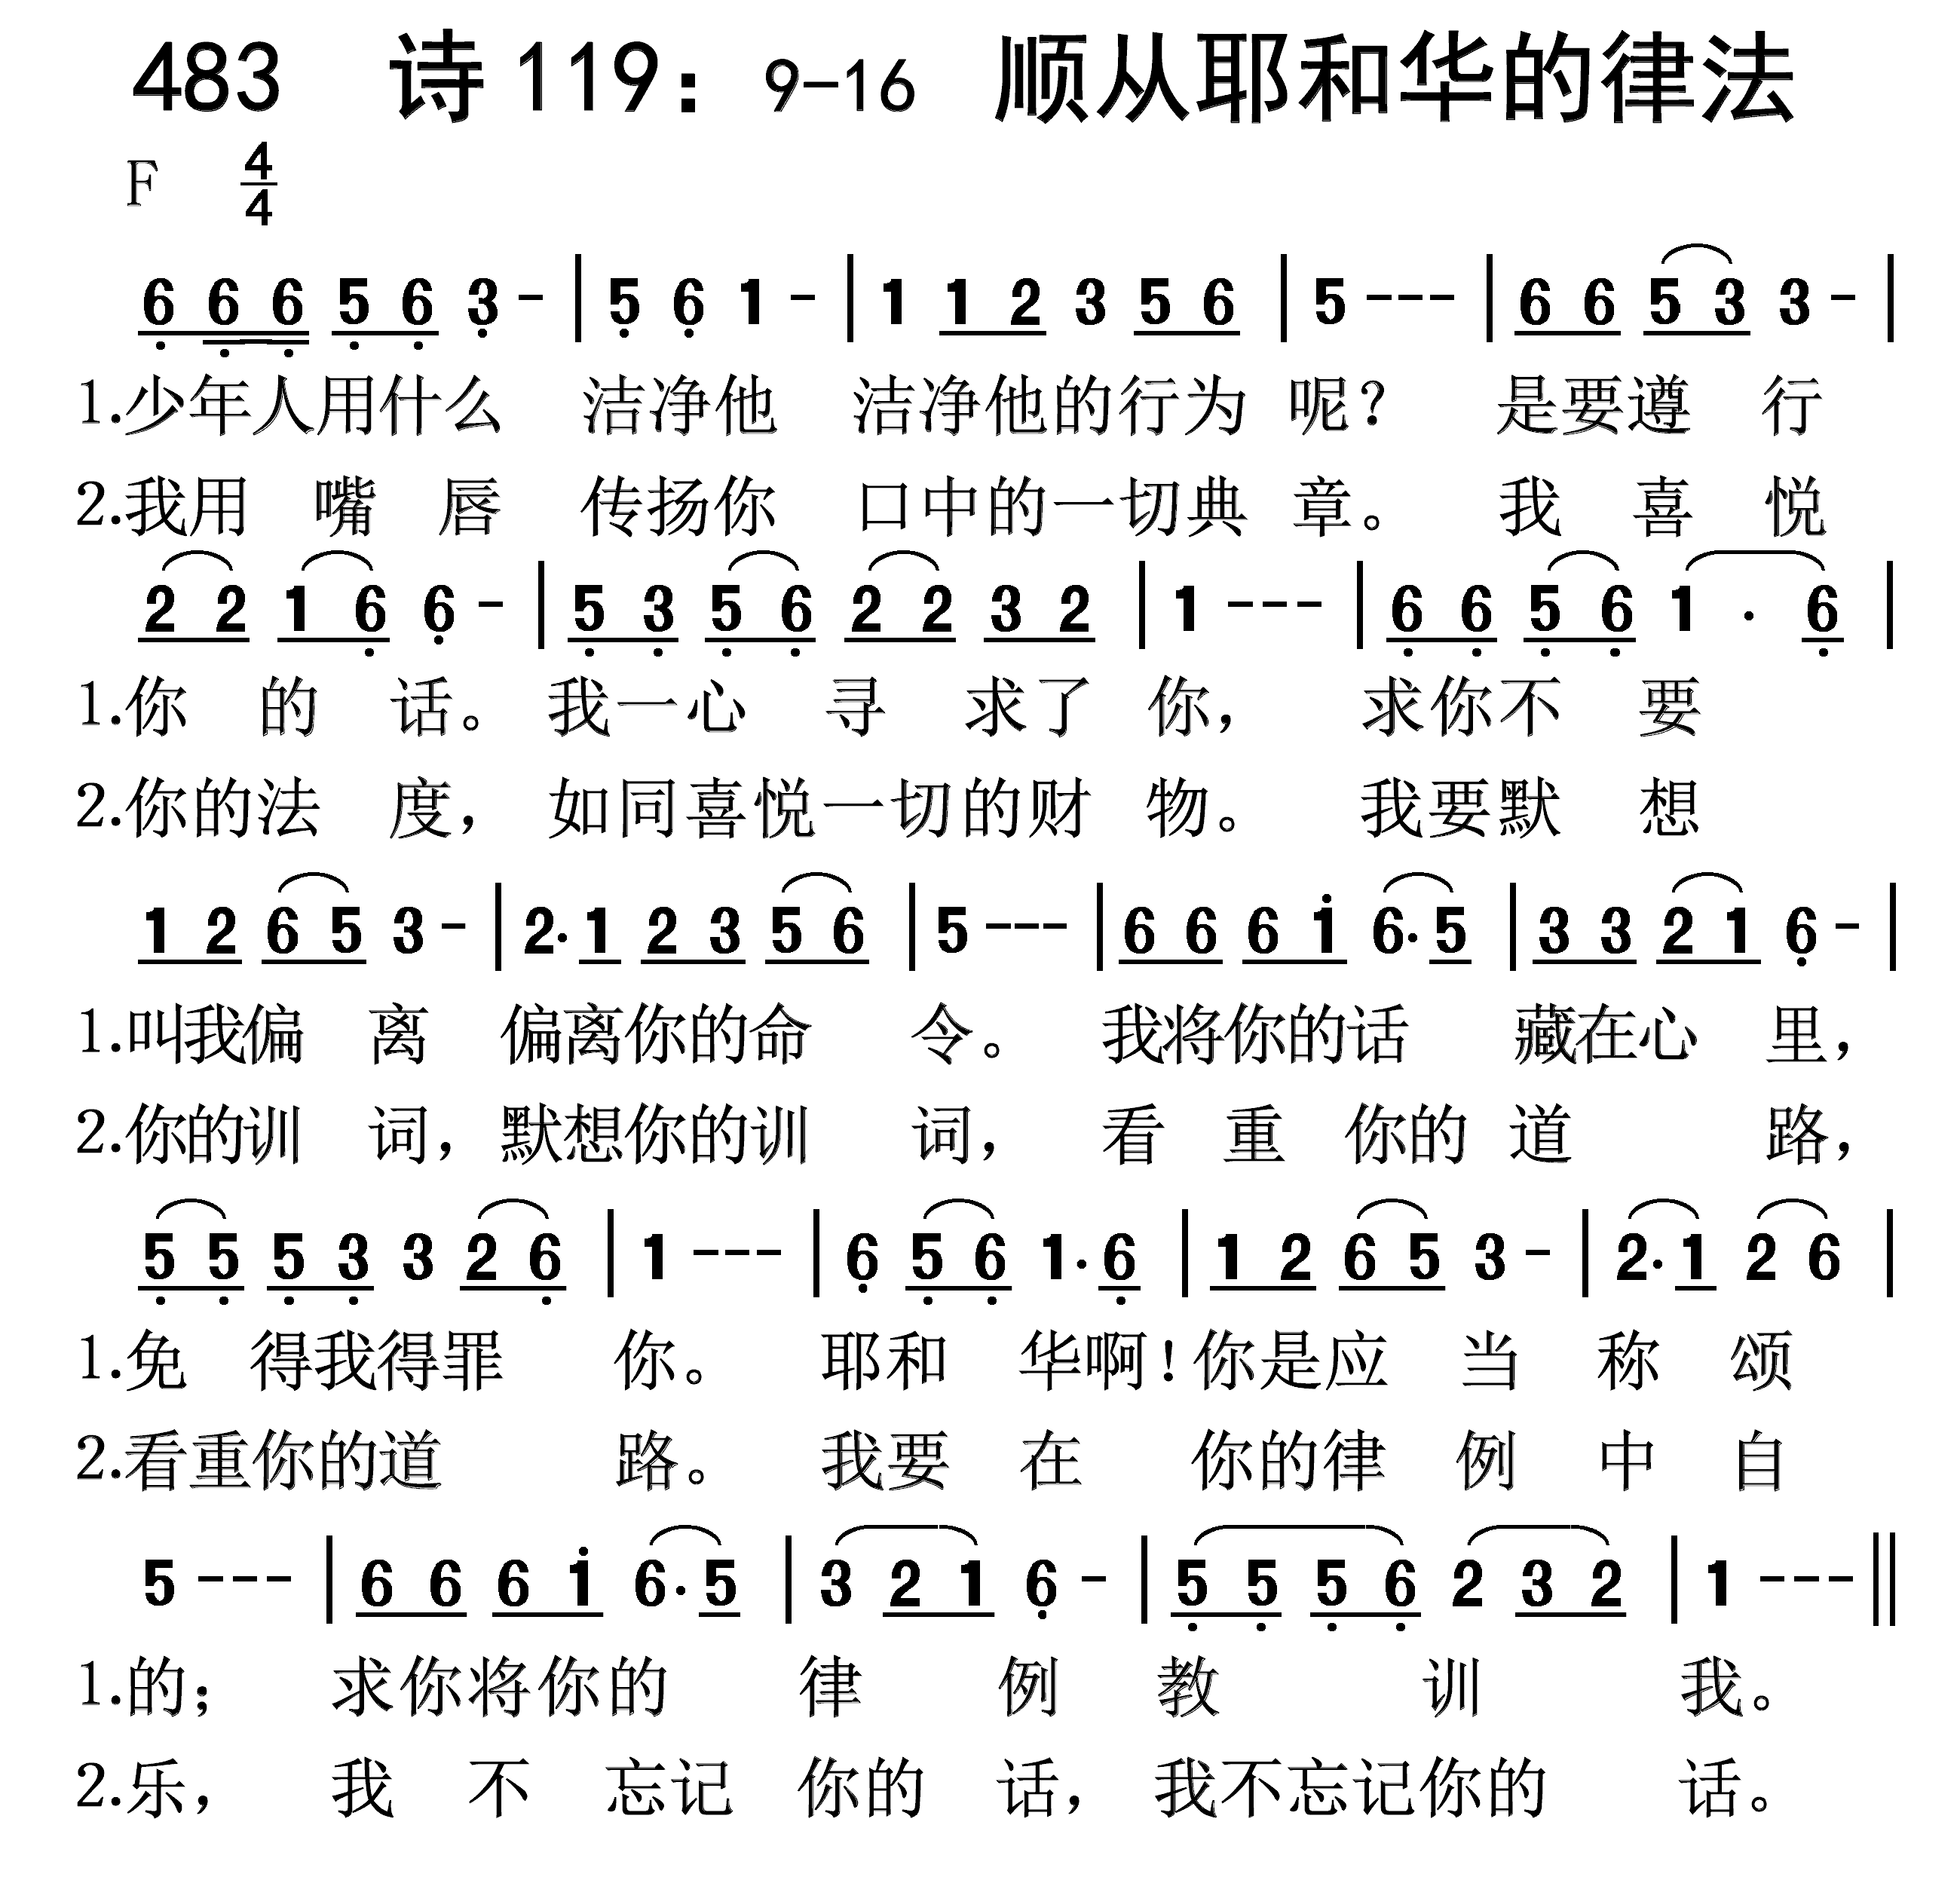 483 诗119：9-16 顺从耶和华的律法
F 4/4
6 6 6 5 6 3 - | 5 6 1 - | 1 1 2 3 5 6 | 5 - - - | 6 6 5 3 3 - |
1.少年人用什么 洁净他 洁净他的行为 呢？ 是要遵 行
2.我用 嘴 唇 传扬你 口中的一切典 章。 我 喜 悦
2 2 1 6 6 - | 5 3 5 6 2 2 3 2 | 1 - - - | 6 6 5 6 1 · 6 |
1.你 的 话。 我一心 寻 求了 你， 求你不 要
2.你的法 度， 如同喜悦一切的财 物。 我要默 想
1 2 6 5 3 - | 2· 1 2 3 5 6 | 5 - - - | 6 6 6 i 6· 5 | 3 3 2 1 6 - |
1.叫我偏 离 偏离你的命 令。 我将你的话 藏在心 里，
2.你的训 词，默想你的训 词， 看 重 你的 道 路，
5 5 5 3 3 2 6 | 1 - - - | 6 5 6 1· 6 | 1 2 6 5 3 - | 2· 1 2 6 |
1.免 得我得罪 你。 耶和 华啊！你是应 当 称 颂
2.看重你的道 路。 我要 在 你的律 例 中 自
5 - - - | 6 6 6 i 6· 5 | 3 2 1 6 - | 5 5 5 6 2 3 2 | 1 - - - ‖
1.的； 求你将你的 律 例 教 训 我。
2.乐， 我 不 忘记 你的 话， 我不忘记你的 话。